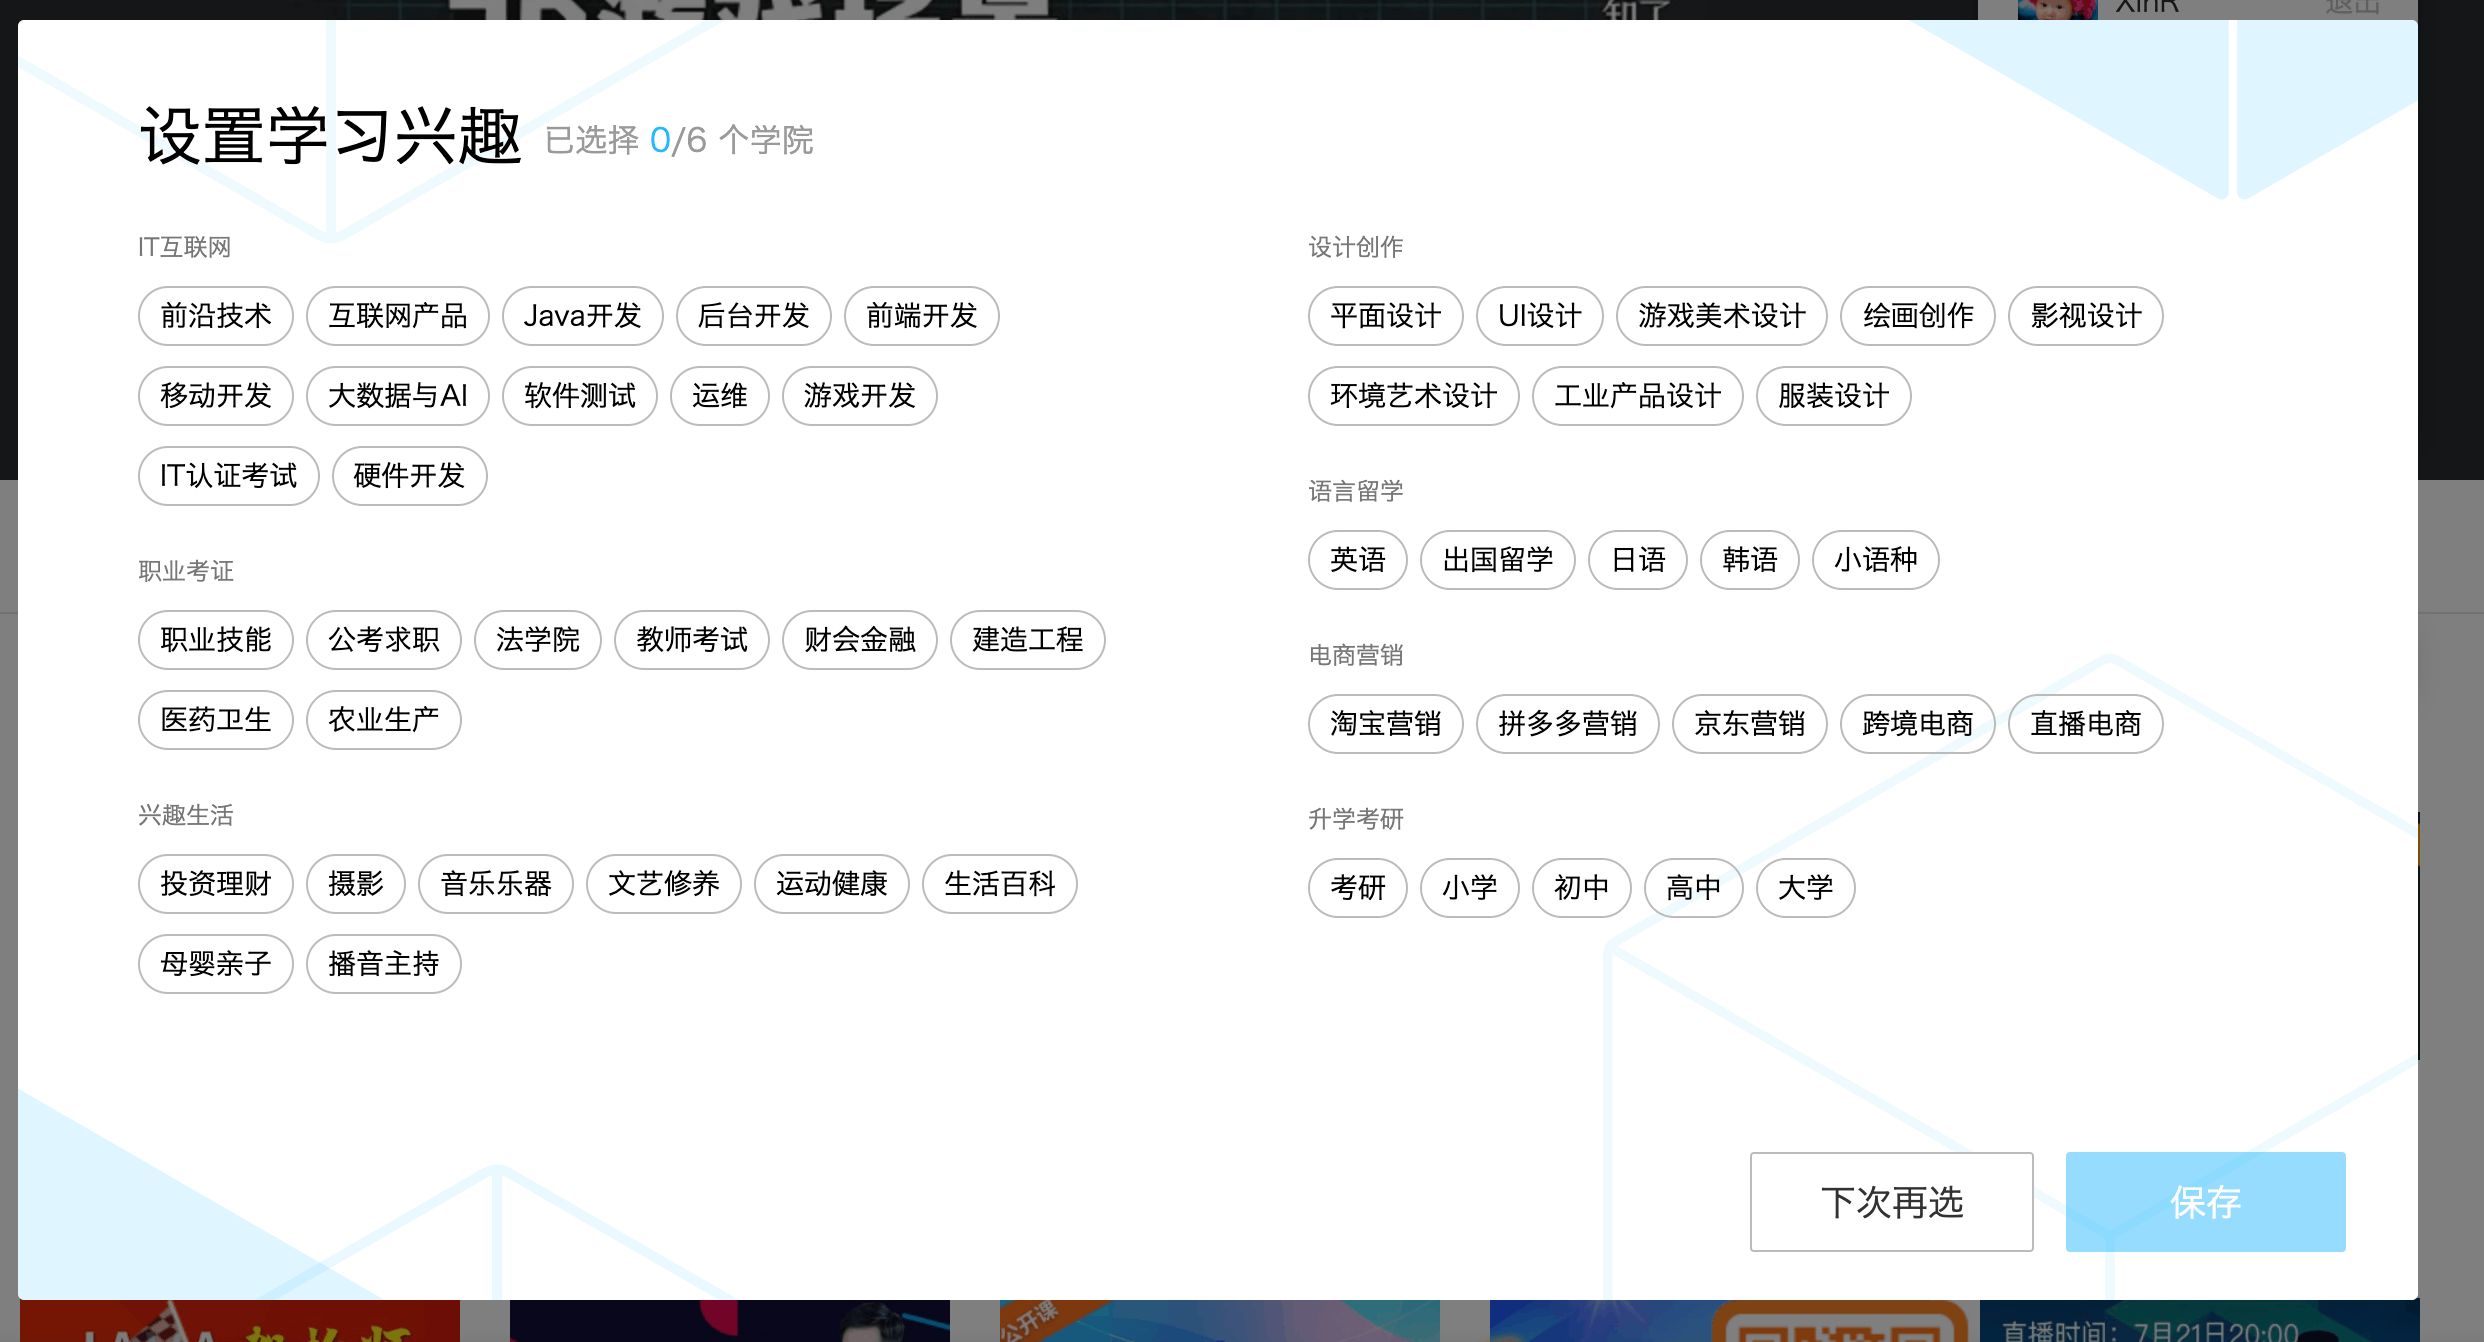 知了
XinR
退出
设置学习兴趣 已选择 0/6 个学院
IT互联网
前沿技术 互联网产品 Java开发 后台开发 前端开发
移动开发 大数据与AI 软件测试 运维 游戏开发
IT认证考试 硬件开发
职业考证
职业技能 公考求职 法学院 教师考试 财会金融 建造工程
医药卫生 农业生产
兴趣生活
投资理财 摄影 音乐乐器 文艺修养 运动健康 生活百科
母婴亲子 播音主持
设计创作
平面设计 UI设计 游戏美术设计 绘画创作 影视设计
环境艺术设计 工业产品设计 服装设计
语言留学
英语 出国留学 日语 韩语 小语种
电商营销
淘宝营销 拼多多营销 京东营销 跨境电商 直播电商
升学考研
考研 小学 初中 高中 大学
下次再选 保存
公开课
直播时间：7月21日20:00